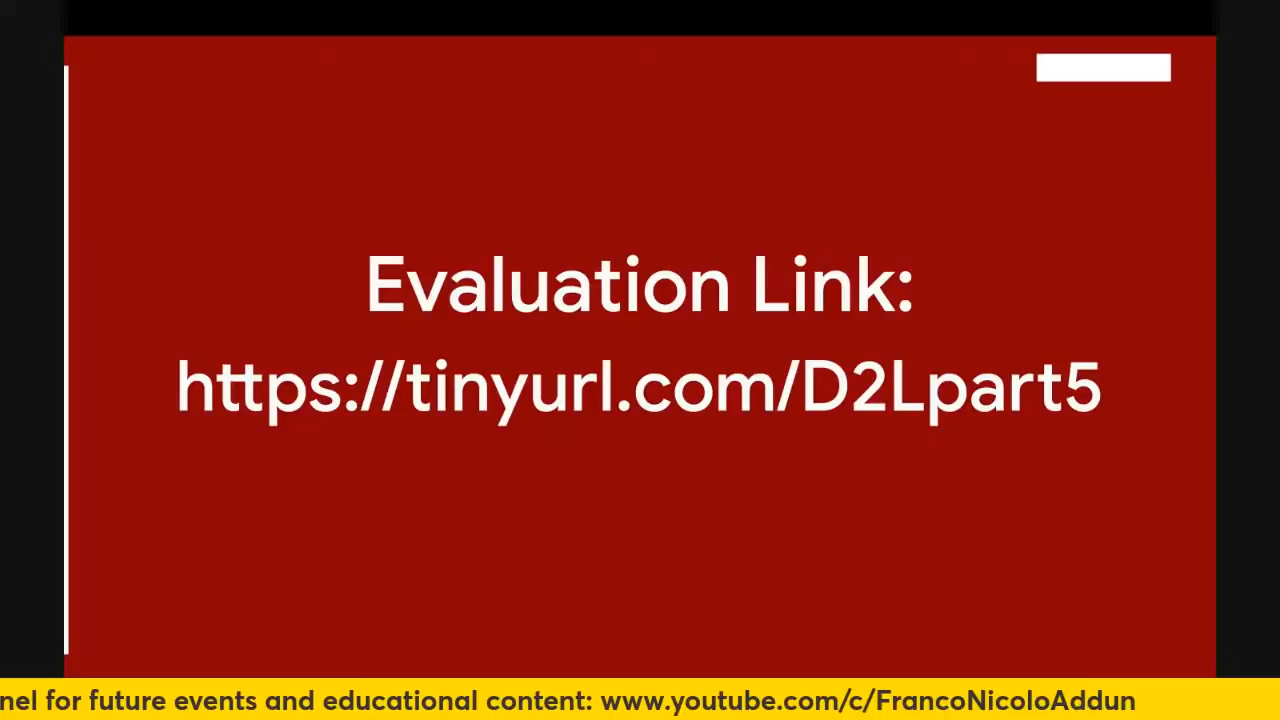 Evaluation Link:
https://tinyurl.com/D2Lpart5
nel for future events and educational content: www.youtube.com/c/FrancoNicoloAddun